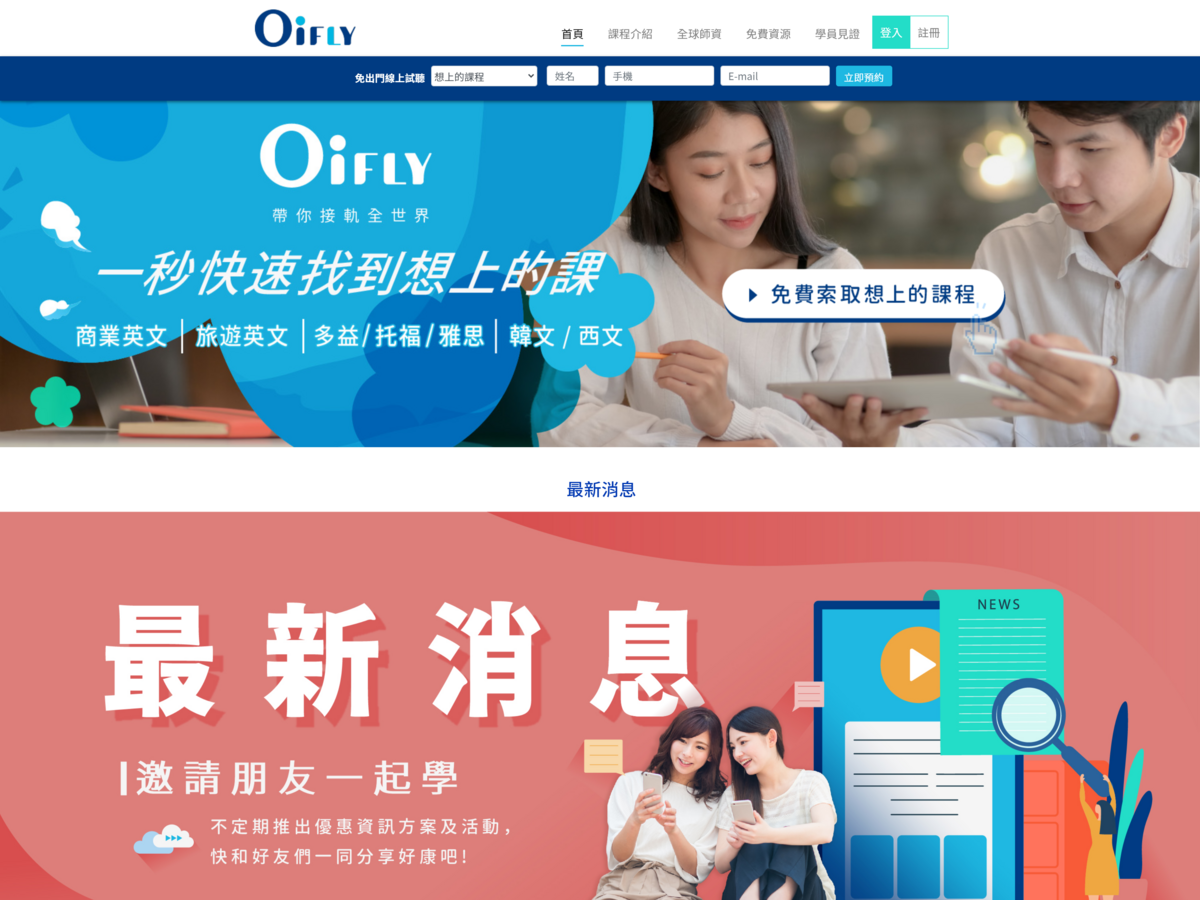 OiFLY
首頁 課程介紹 全球師資 免費資源 學員見證 登入 註冊
免出門線上試聽 想上的課程 姓名 手機 E-mail 立即預約
OiFLY
帶你接軌全世界
一秒快速找到想上的課
商業英文│旅遊英文│多益/托福/雅思│韓文/西文
免費索取想上的課程
最新消息
NEWS
最新消息
邀請朋友一起學
不定期推出優惠資訊方案及活動，
快和好友們一同分享好康吧!